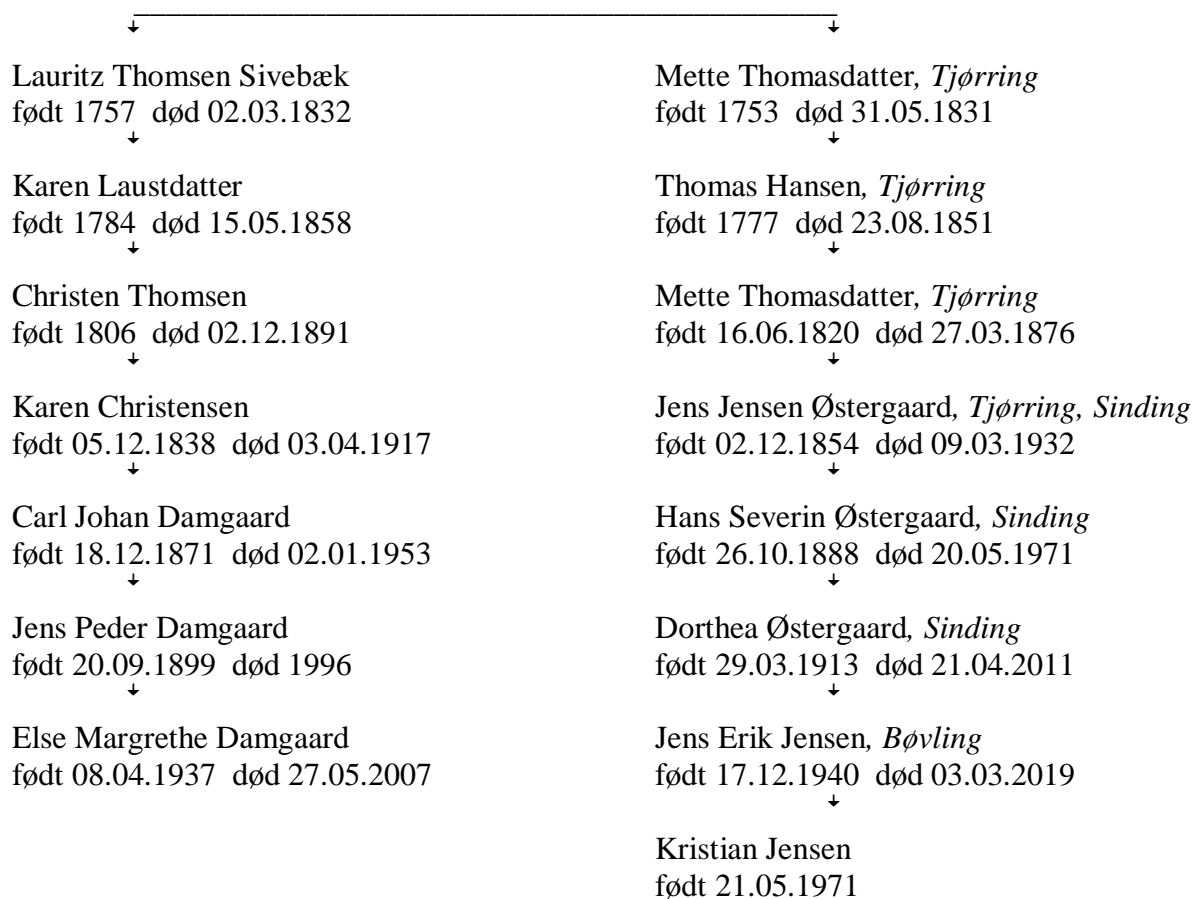 Lauritz Thomsen Sivebæk
født 1757 død 02.03.1832
Karen Laustdatter
født 1784 død 15.05.1858
Christen Thomsen
født 1806 død 02.12.1891
Karen Christensen
født 05.12.1838 død 03.04.1917
Carl Johan Damgaard
født 18.12.1871 død 02.01.1953
Jens Peder Damgaard
født 20.09.1899 død 1996
Else Margrethe Damgaard
født 08.04.1937 død 27.05.2007
Mette Thomasdatter, Tjørring
født 1753 død 31.05.1831
Thomas Hansen, Tjørring
født 1777 død 23.08.1851
Mette Thomasdatter, Tjørring
født 16.06.1820 død 27.03.1876
Jens Jensen Østergaard, Tjørring, Sinding
født 02.12.1854 død 09.03.1932
Hans Severin Østergaard, Sinding
født 26.10.1888 død 20.05.1971
Dorthea Østergaard, Sinding
født 29.03.1913 død 21.04.2011
Jens Erik Jensen, Bøvling
født 17.12.1940 død 03.03.2019
Kristian Jensen
født 21.05.1971